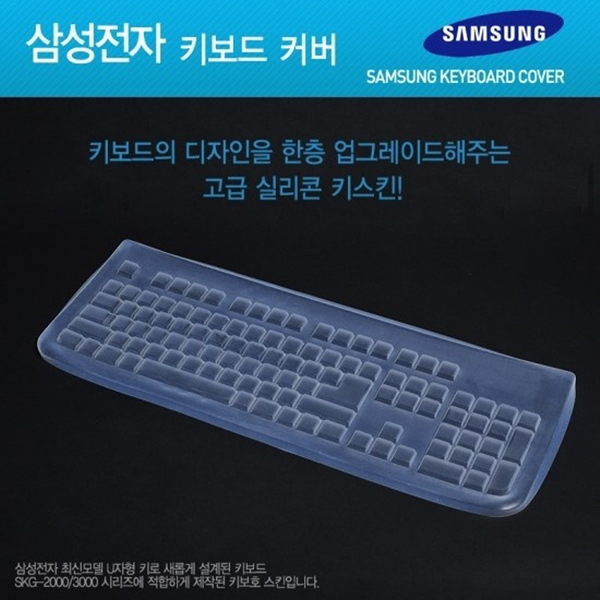 삼성전자 키보드 커버
SAMSUNG
SAMSUNG KEYBOARD COVER
키보드의 디자인을 한층 업그레이드해주는
고급 실리콘 키스킨!
삼성전자 최신모델 U자형 키로 새롭게 설계된 키보드
SKG-2000/3000 시리즈에 적합하게 제작된 키보호 스킨입니다.